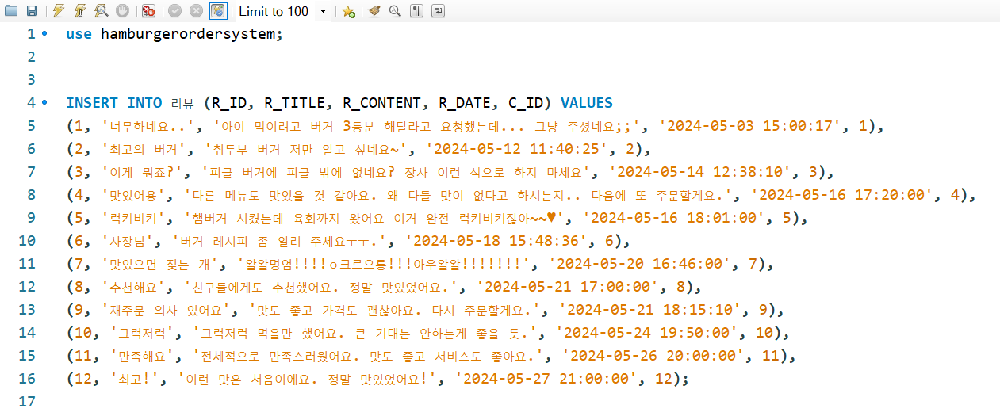 Limit to 100
1 use hamburgerordersystem;
2
3
4 INSERT INTO 리뷰 (R_ID, R_TITLE, R_CONTENT, R_DATE, C_ID) VALUES
5 (1, '너무하네요..', '아이 먹이려고 버거 3등분 해달라고 요청했는데... 그냥 주셨네요;;', '2024-05-03 15:00:17', 1),
6 (2, '최고의 버거', '취두부 버거 저만 알고 싶네요~', '2024-05-12 11:40:25', 2),
7 (3, '이게 뭐죠?', '피클 버거에 피클 밖에 없네요? 장사 이런 식으로 하지 마세요', '2024-05-14 12:38:10', 3),
8 (4, '맛있어용', '다른 메뉴도 맛있을 것 같아요. 왜 다들 맛이 없다고 하시는지.. 다음에 또 주문할게요.', '2024-05-16 17:20:00', 4),
9 (5, '럭키비키', '햄버거 시켰는데 육회까지 왔어요 이거 완전 럭키비키잖아~~♥', '2024-05-16 18:01:00', 5),
10 (6, '사장님', '버거 레시피 좀 알려 주세요ㅜㅜ.', '2024-05-18 15:48:36', 6),
11 (7, '맛있으면 짖는 개', '왈왈멍엄!!!!ㅇ크르으릉!!!아우왈왈!!!!!!!', '2024-05-20 16:46:00', 7),
12 (8, '추천해요', '친구들에게도 추천했어요. 정말 맛있었어요.', '2024-05-21 17:00:00', 8),
13 (9, '재주문 의사 있어요', '맛도 좋고 가격도 괜찮아요. 다시 주문할게요.', '2024-05-21 18:15:10', 9),
14 (10, '그럭저럭', '그럭저럭 먹을만 했어요. 큰 기대는 안하는게 좋을 듯.', '2024-05-24 19:50:00', 10),
15 (11, '만족해요', '전체적으로 만족스러웠어요. 맛도 좋고 서비스도 좋아요.', '2024-05-26 20:00:00', 11),
16 (12, '최고!', '이런 맛은 처음이에요. 정말 맛있었어요!', '2024-05-27 21:00:00', 12);
17